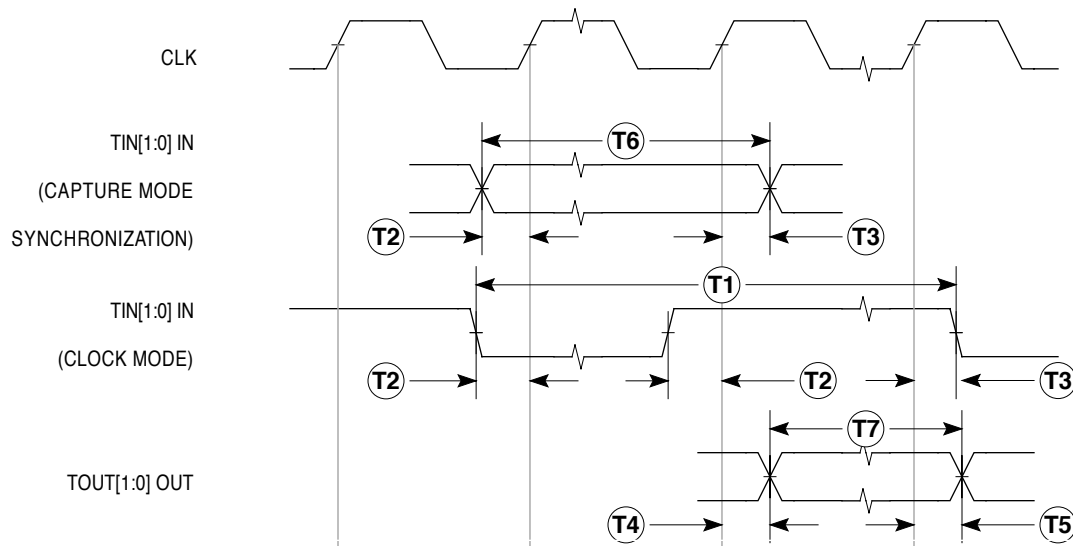 CLK
TIN[1:0] IN
T6
(CAPTURE MODE
SYNCHRONIZATION)
T2
T3
T1
TIN[1:0] IN
(CLOCK MODE)
T2
T2
T3
T7
TOUT[1:0] OUT
T4
T5